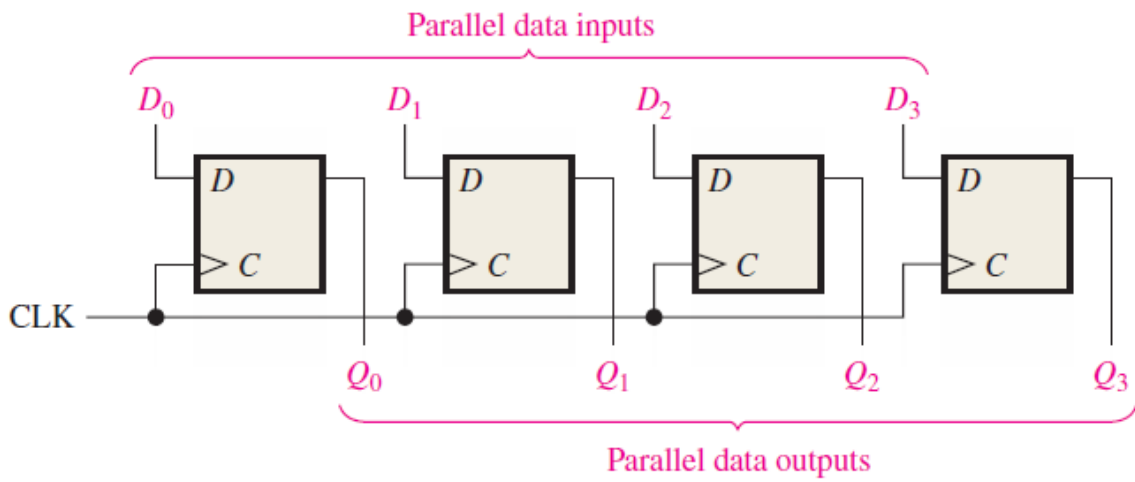 Parallel data inputs
D₀ D₁ D₂ D₃
D D D D
C C C C
CLK
Q₀ Q₁ Q₂ Q₃
Parallel data outputs